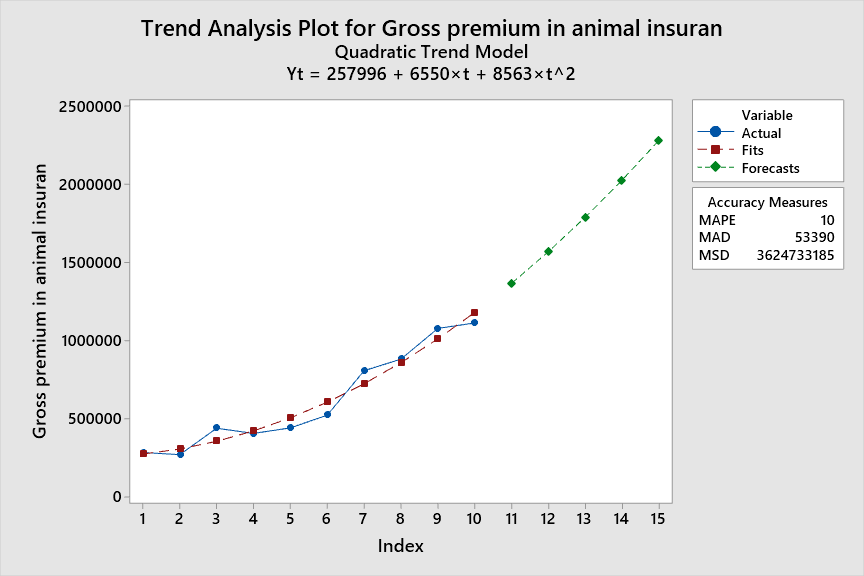 Trend Analysis Plot for Gross premium in animal insuran
Quadratic Trend Model
Yt = 257996 + 6550×t + 8563×t^2
Gross premium in animal insuran
2500000
2000000
1500000
1000000
500000
0
1 2 3 4 5 6 7 8 9 10 11 12 13 14 15
Index
Variable
Actual
Fits
Forecasts
Accuracy Measures
MAPE 10
MAD 53390
MSD 3624733185